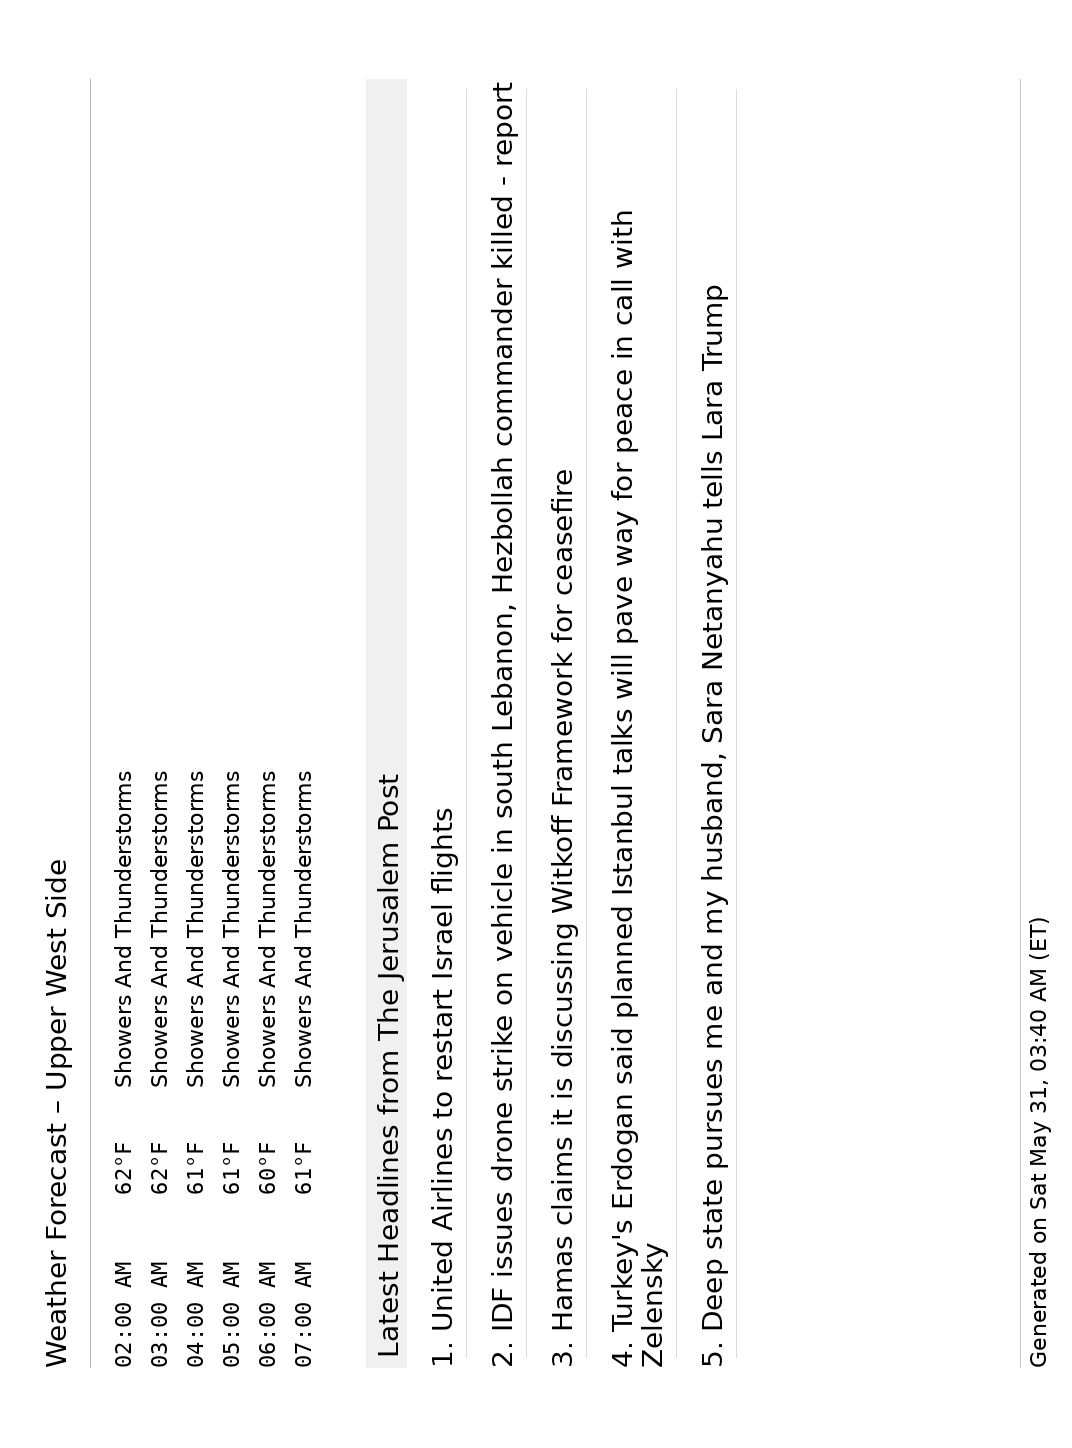 Weather Forecast – Upper West Side
02:00 AM 62°F Showers And Thunderstorms
03:00 AM 62°F Showers And Thunderstorms
04:00 AM 61°F Showers And Thunderstorms
05:00 AM 61°F Showers And Thunderstorms
06:00 AM 60°F Showers And Thunderstorms
07:00 AM 61°F Showers And Thunderstorms
Latest Headlines from The Jerusalem Post
1. United Airlines to restart Israel flights
2. IDF issues drone strike on vehicle in south Lebanon, Hezbollah commander killed - report
3. Hamas claims it is discussing Witkoff Framework for ceasefire
4. Turkey's Erdogan said planned Istanbul talks will pave way for peace in call with
Zelensky
5. Deep state pursues me and my husband, Sara Netanyahu tells Lara Trump
Generated on Sat May 31, 03:40 AM (ET)